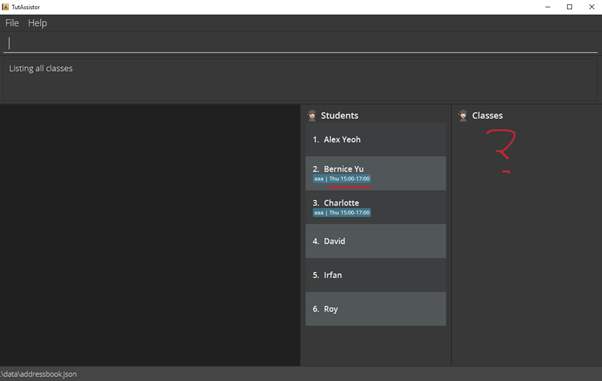 TutAssistor
File Help
Listing all classes
Students
1. Alex Yeoh
2. Bernice Yu
aaa | Thu 15:00-17:00
3. Charlotte
aaa | Thu 15:00-17:00
4. David
5. Irfan
6. Roy
Classes
?
.\data\addressbook.json